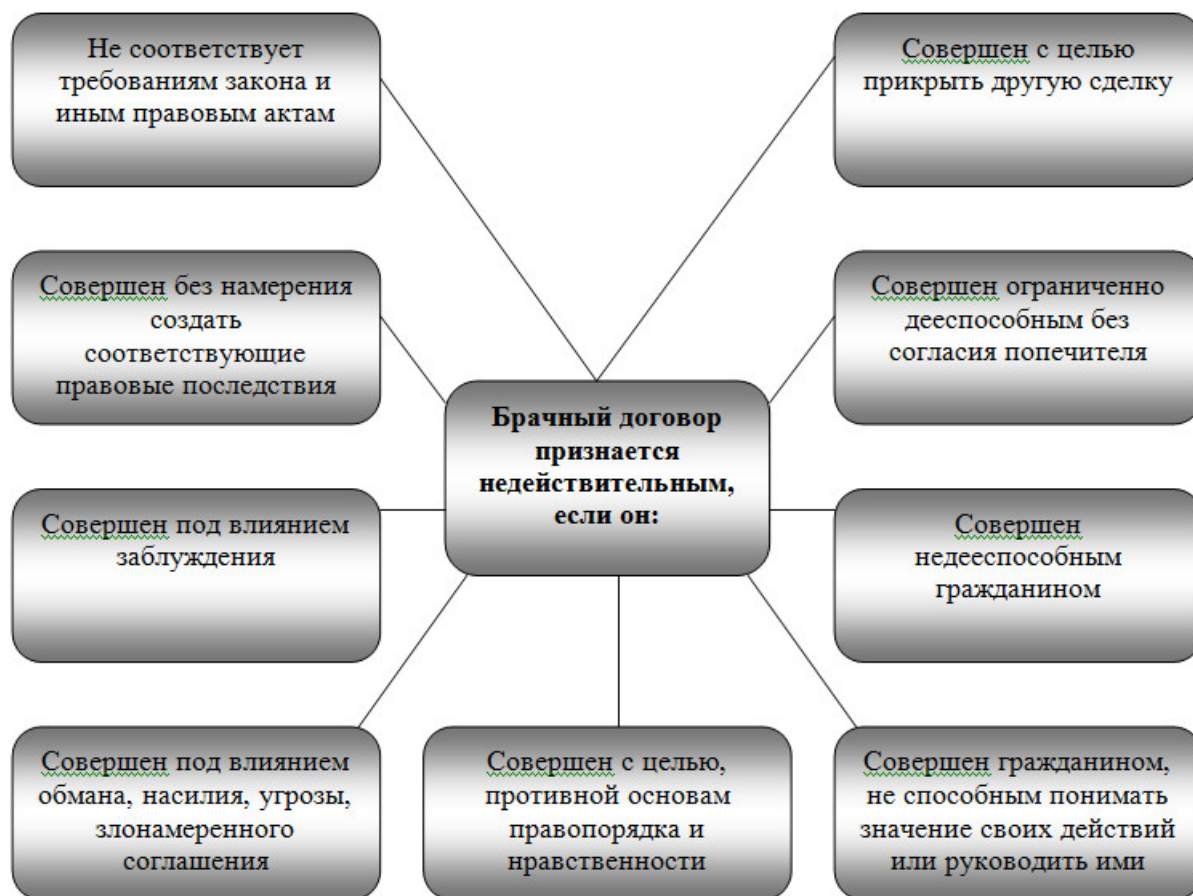 Не соответствует
требованиям закона и
иным правовым актам
Совершен с целью
прикрыть другую сделку
Совершен без намерения
создать
соответствующие
правовые последствия
Совершен ограниченно
дееспособным без
согласия попечителя
Брачный договор
признается
недействительным,
если он:
Совершен под влиянием
заблуждения
Совершен
недееспособным
гражданином
Совершен под влиянием
обмана, насилия, угрозы,
злонамеренного
соглашения
Совершен с целью,
противной основам
правопорядка и
нравственности
Совершен гражданином,
не способным понимать
значение своих действий
или руководить ими